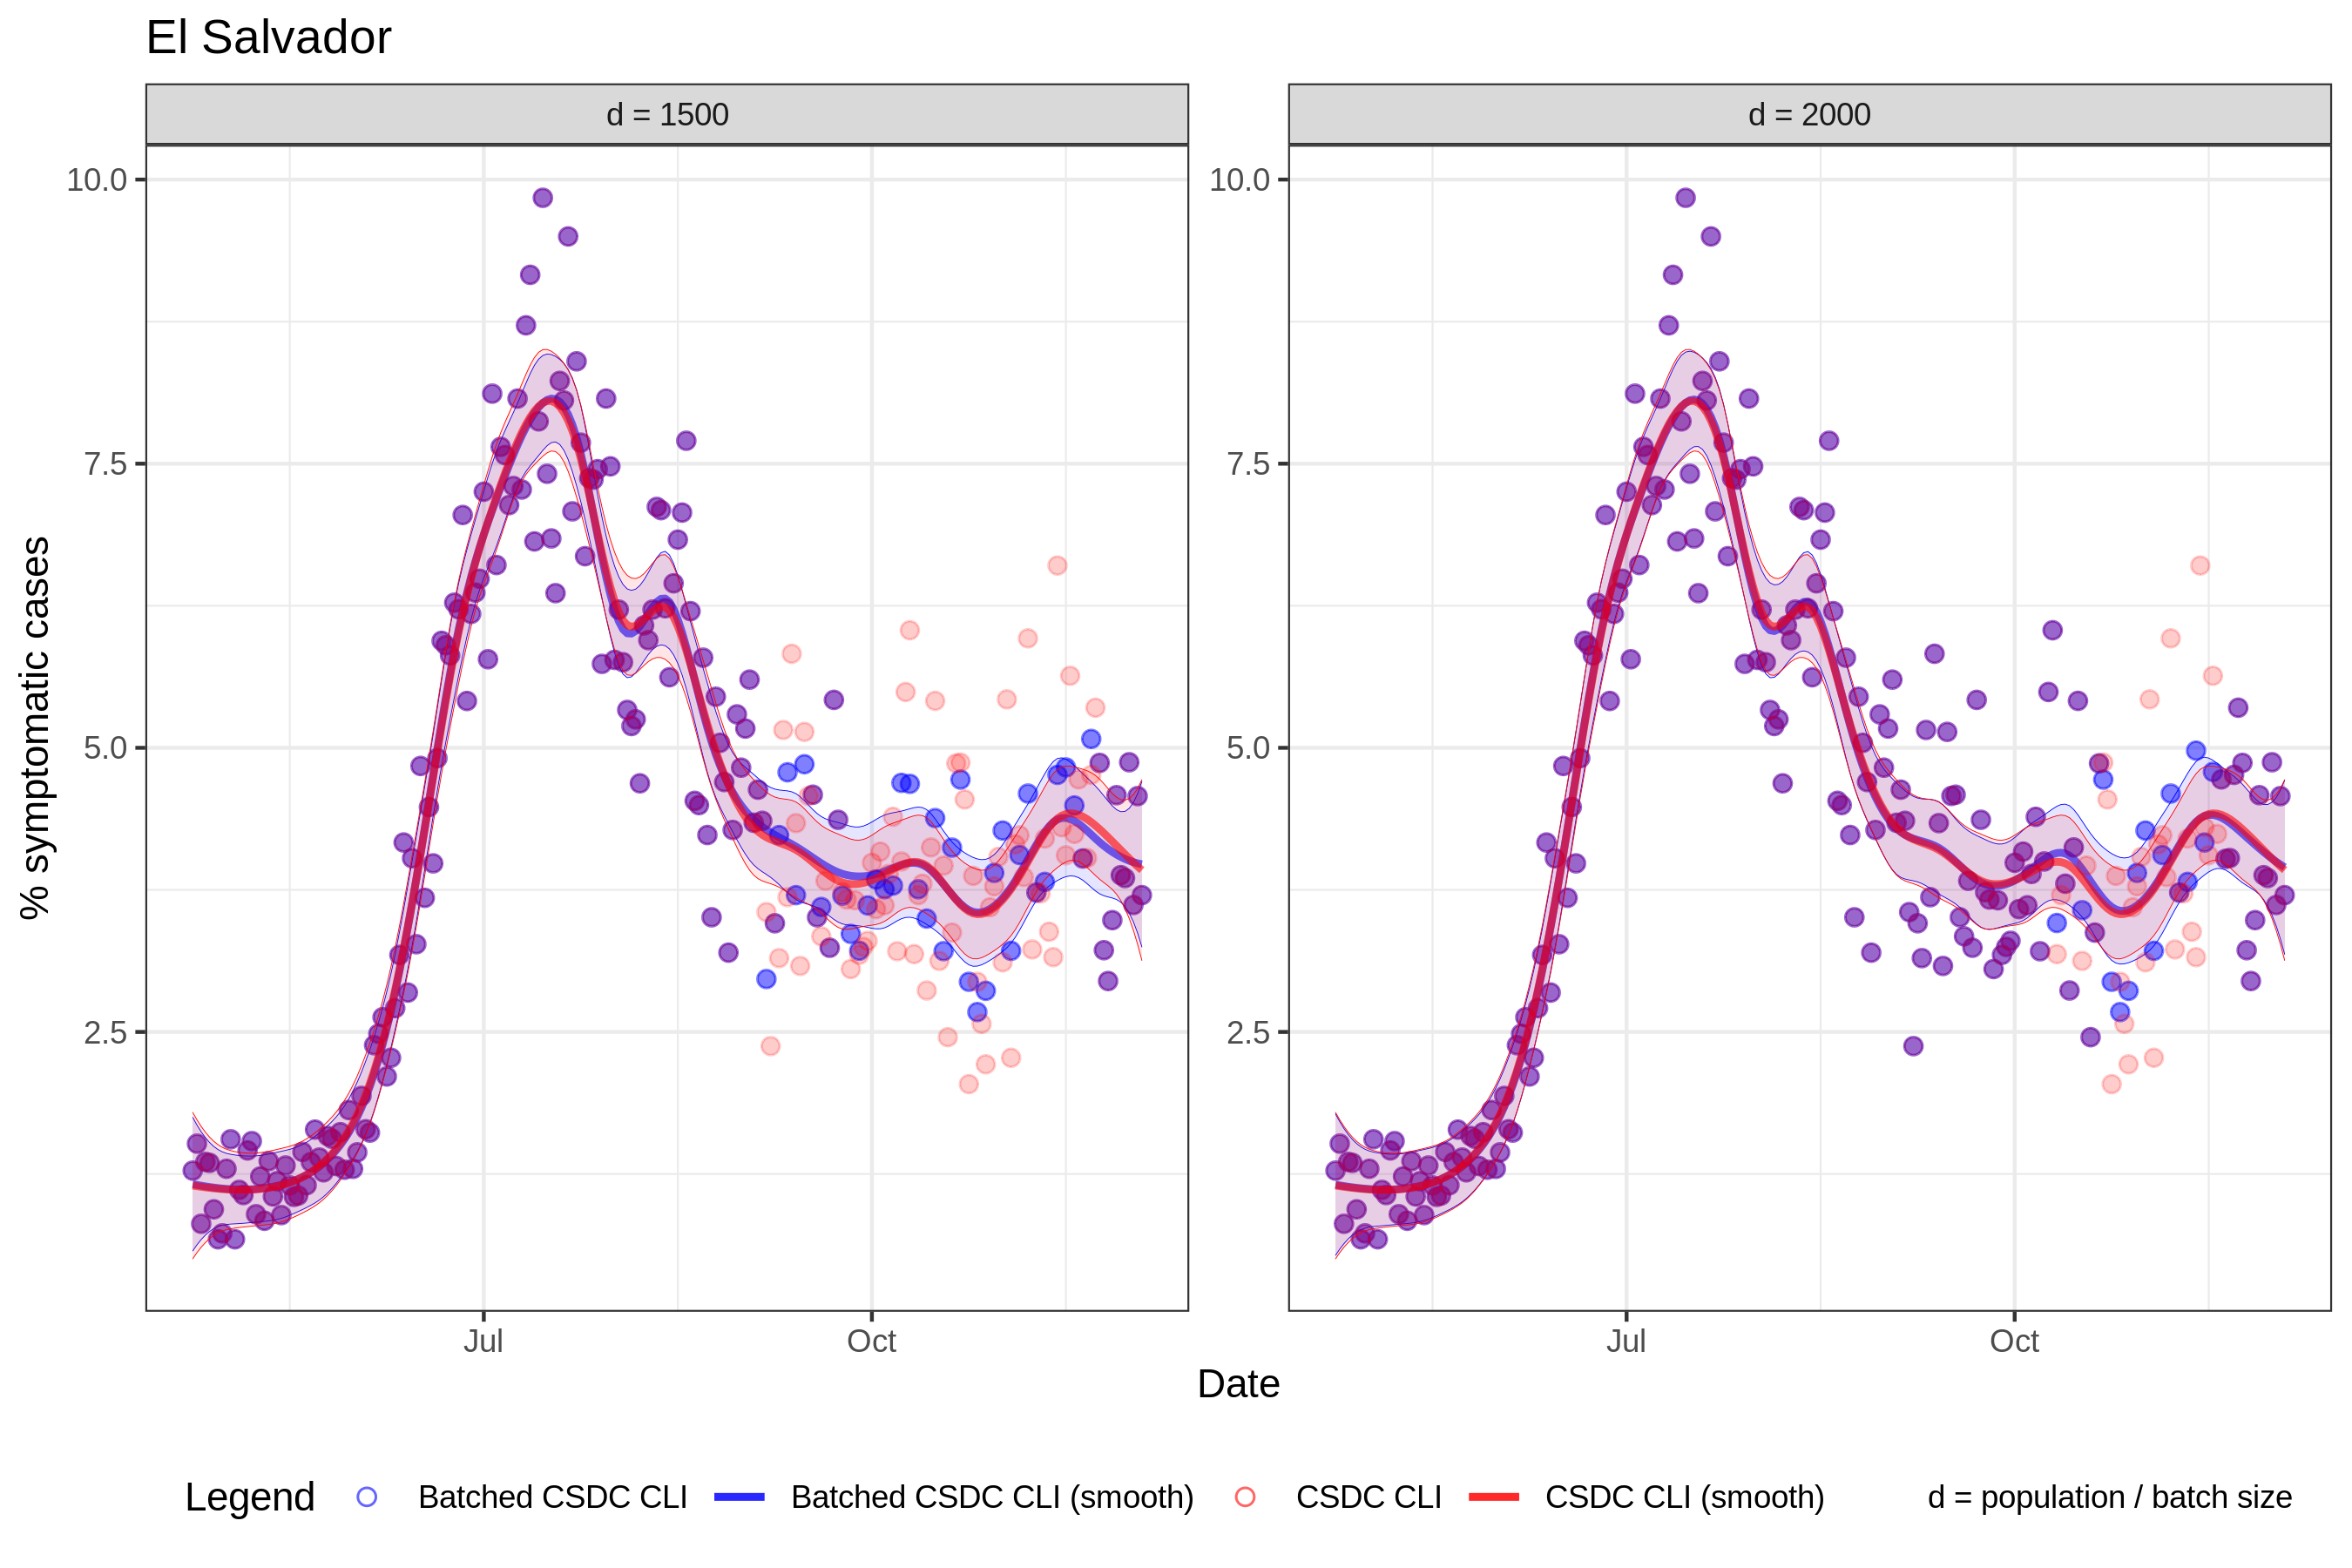 El Salvador
d = 1500
d = 2000
% symptomatic cases
10.0
7.5
5.0
2.5
10.0
7.5
5.0
2.5
Jul
Oct
Jul
Oct
Date
Legend
Batched CSDC CLI
Batched CSDC CLI (smooth)
CSDC CLI
CSDC CLI (smooth)
d = population / batch size